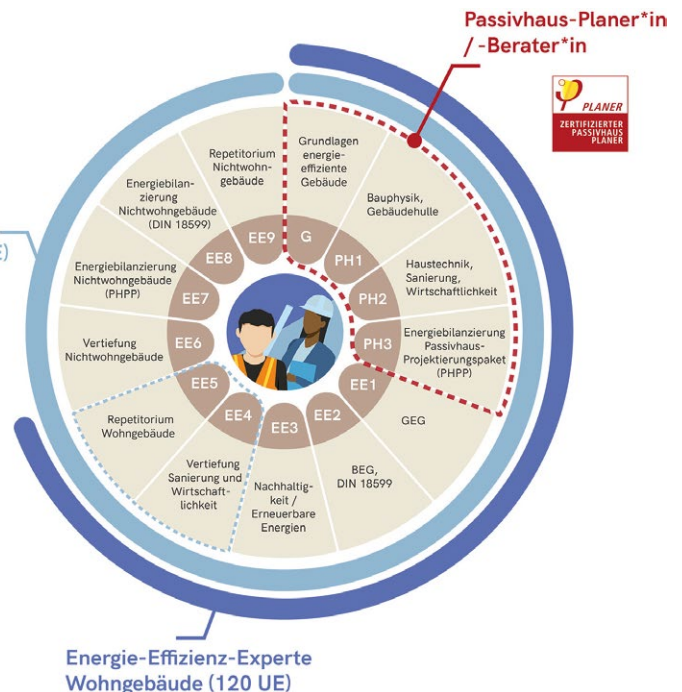 Passivhaus-Planer*in
/ -Berater*in
PLANER
ZERTIFIZIERTER
PASSIVHAUS
PLANER
E)
Grundlagen
energie-
effiziente
Gebäude
G
Bauphysik,
Gebäudehulle
PH1
Haustechnik,
Sanierung,
Wirtschaftlichkeit
PH2
Energiebilanzierung
Passivhaus-
Projektierungspaket
(PHPP)
PH3
GEG
EE1
BEG,
DIN 18599
EE2
Nachhaltig-
keit /
Erneuerbare
Energien
EE3
Vertiefung
Sanierung und
Wirtschaft-
lichkeit
EE4
Repetitorium
Wohngebäude
EE5
Vertiefung
Nichtwohngebäude
EE6
Energiebilanzierung
Nichtwohngebäude
(PHPP)
EE7
Energiebilan-
zierung
Nichtwohngebäude
(DIN 18599)
EE8
Repetitorium
Nichtwohn-
gebäude
EE9
Energie-Effizienz-Experte
Wohngebäude (120 UE)